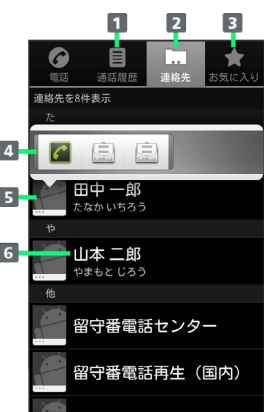 1 2 3
電話 通話履歴 連絡先 お気に入り
連絡先を8件表示
た
4
SoftBank SoftBank
5
田中 一郎
たなか いちろう
や
6
山本 二郎
やまもと じろう
他
留守番電話センター
留守番電話再生（国内）